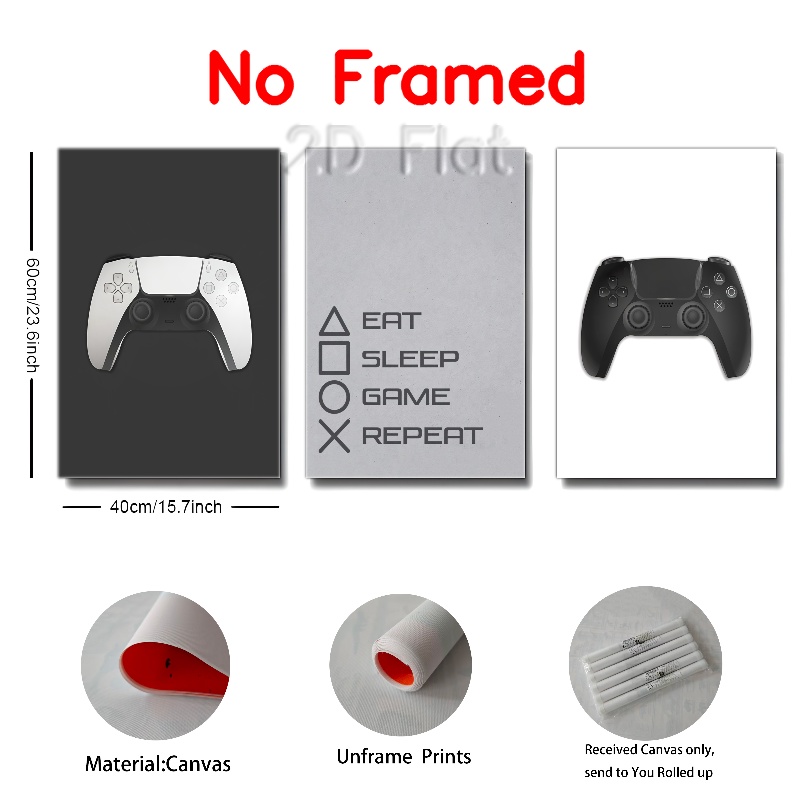 No Framed
2D Flat
60cm/23.6inch
EAT
SLEEP
GAME
REPEAT
40cm/15.7inch
Material:Canvas
Unframe Prints
Received Canvas only,
send to You Rolled up